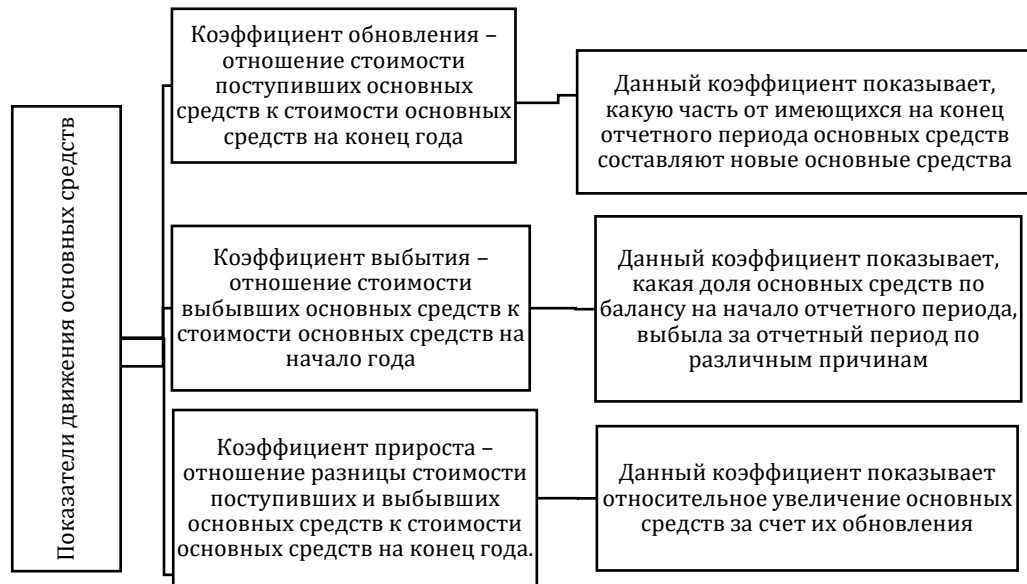 Показатели движения основных средств
Коэффициент обновления –
отношение стоимости
поступивших основных
средств к стоимости основных
средств на конец года
Данный коэффициент показывает,
какую часть от имеющихся на конец
отчетного периода основных средств
составляют новые основные средства
Коэффициент выбытия –
отношение стоимости
выбывших основных средств к
стоимости основных средств на
начало года
Данный коэффициент показывает,
какая доля основных средств по
балансу на начало отчетного периода,
выбыла за отчетный период по
различным причинам
Коэффициент прироста –
отношение разницы стоимости
поступивших и выбывших
основных средств к стоимости
основных средств на конец года.
Данный коэффициент показывает
относительное увеличение основных
средств за счет их обновления